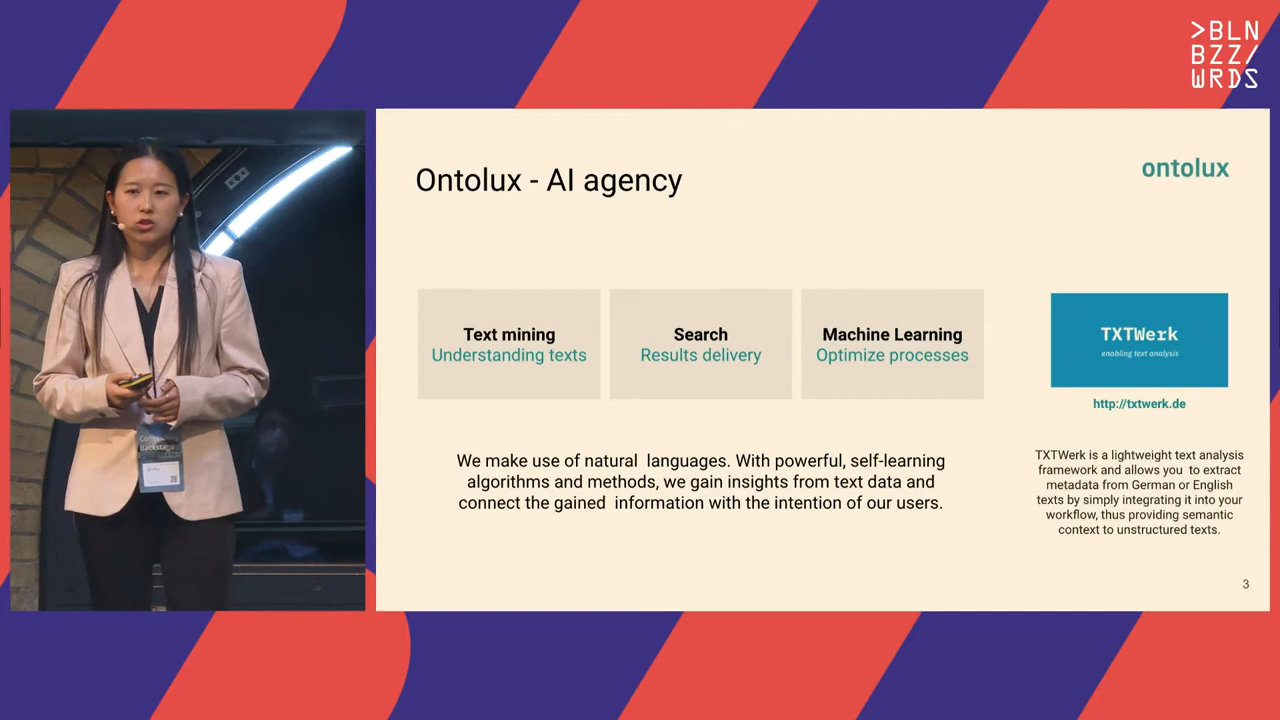 >BLN
BZZ/
WRDS
Ontolux - AI agency
ontolux
Text mining
Understanding texts
Search
Results delivery
Machine Learning
Optimize processes
TXTWerk
enabling text analysis
http://txtwerk.de
We make use of natural languages. With powerful, self-learning
algorithms and methods, we gain insights from text data and
connect the gained information with the intention of our users.
TXTWerk is a lightweight text analysis
framework and allows you to extract
metadata from German or English
texts by simply integrating it into your
workflow, thus providing semantic
context to unstructured texts.
3
Backstage